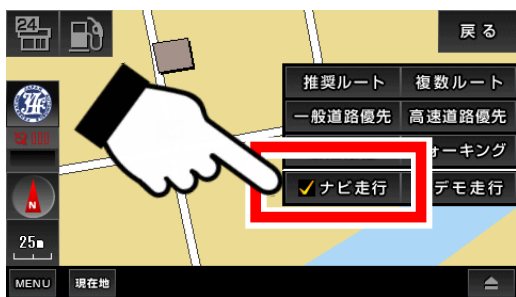 24
戻る
推奨ルート 複数ルート
一般道路優先 高速道路優先
ォーキング
ナビ走行 デモ走行
N
25m
MENU 現在地